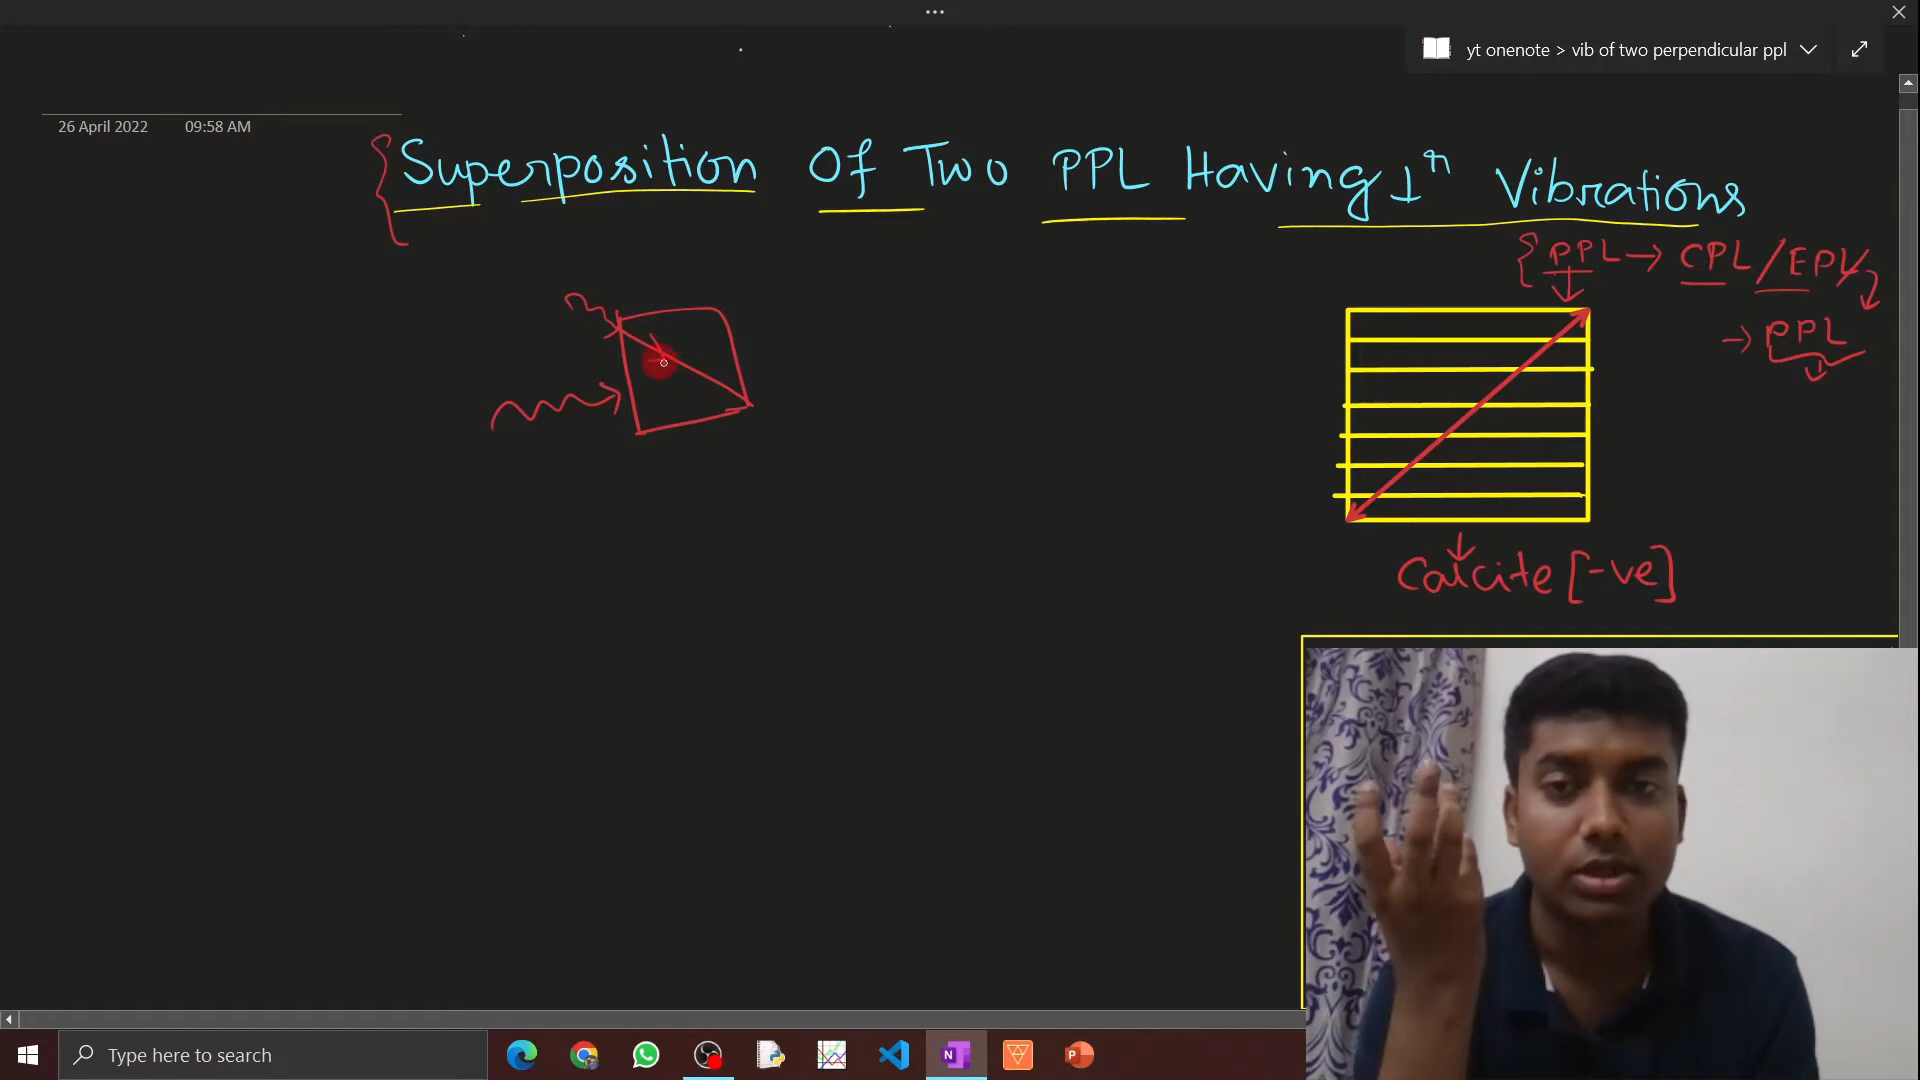 yt onenote > vib of two perpendicular ppl
26 April 2022 09:58 AM
Superposition Of Two PPL Having ⊥ʳ Vibrations
PPL → CPL / EPL
→ PPL
Calcite [-ve]
Type here to search